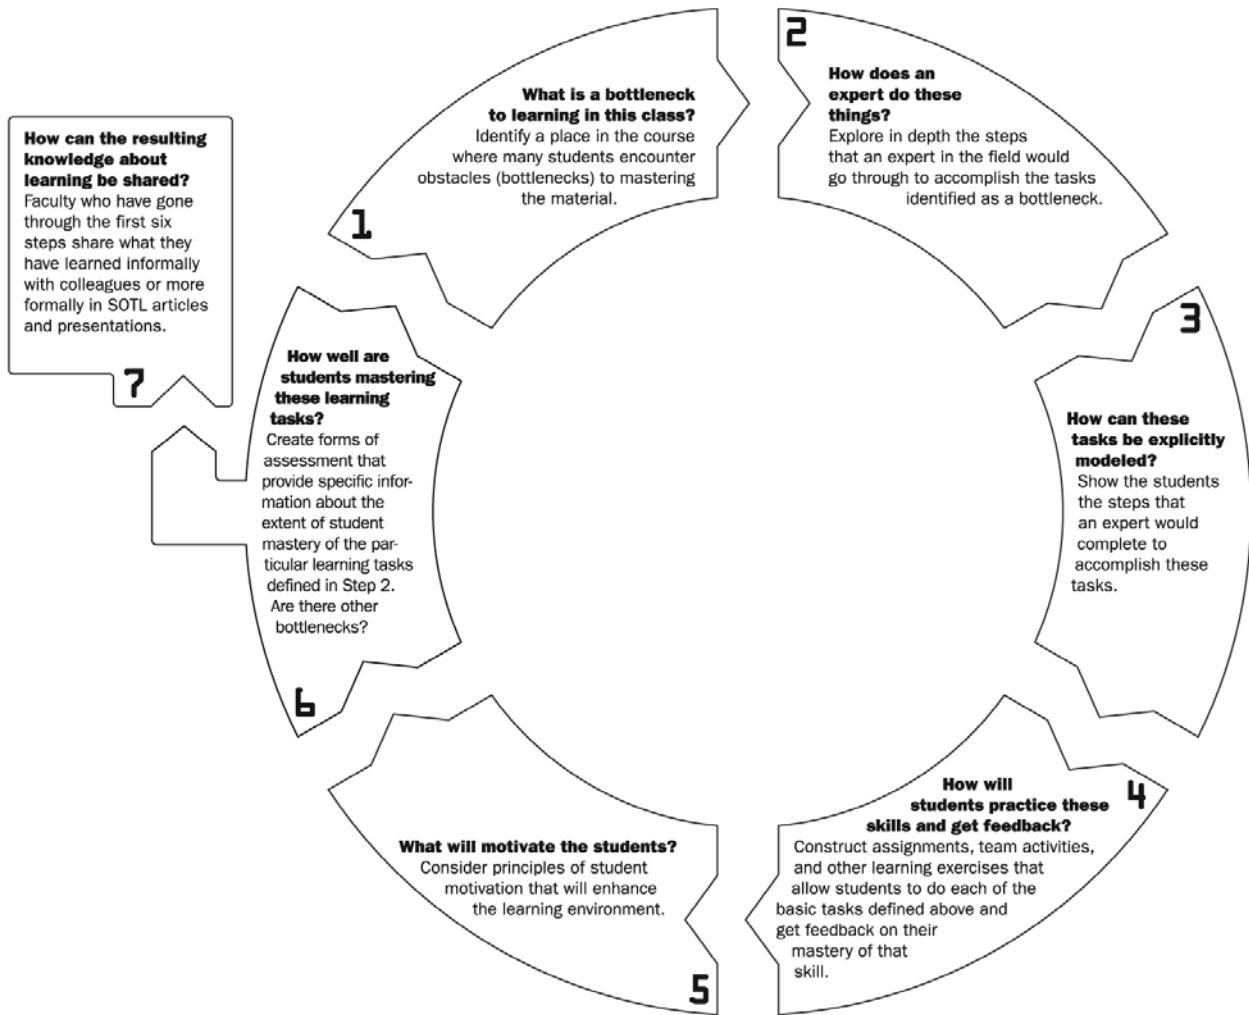 1
What is a bottleneck
to learning in this class?
Identify a place in the course
where many students encounter
obstacles (bottlenecks) to mastering
the material.
2
How does an
expert do these
things?
Explore in depth the steps
that an expert in the field would
go through to accomplish the tasks
identified as a bottleneck.
3
How can these
tasks be explicitly
modeled?
Show the students
the steps that
an expert would
complete to
accomplish these
tasks.
4
How will
students practice these
skills and get feedback?
Construct assignments, team activities,
and other learning exercises that
allow students to do each of the
basic tasks defined above and
get feedback on their
mastery of that
skill.
5
What will motivate the students?
Consider principles of student
motivation that will enhance
the learning environment.
6
How well are
students mastering
these learning
tasks?
Create forms of
assessment that
provide specific infor-
mation about the
extent of student
mastery of the par-
ticular learning tasks
defined in Step 2.
Are there other
bottlenecks?
7
How can the resulting
knowledge about
learning be shared?
Faculty who have gone
through the first six
steps share what they
have learned informally
with colleagues or more
formally in SOTL articles
and presentations.